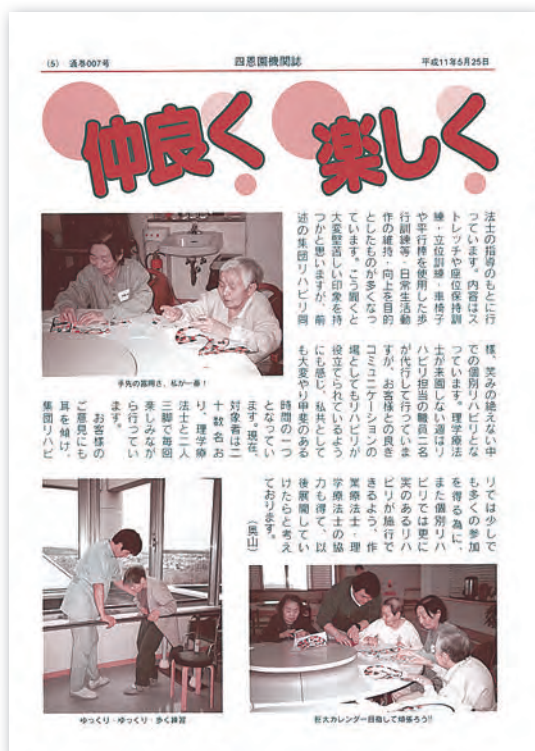 (5) 通巻007号
四恩園機関誌
平成11年5月25日
仲良く 楽しく
法士の指導のもとに行
っています。内容はス
トレッチや座位保持訓
練・立位訓練・車椅子
や平行棒を使用した歩
行訓練等・日常生活動
作の維持・向上を目的
としたものが多くなっ
ています。こう聞くと
大変堅苦しい印象を持
つかと思いますが、前
述の集団リハビリ同
手先の器用さ、私が一番!
様、笑みの絶えない中
での個別リハビリとな
っています。理学療法
士が来園しない週はリ
ハビリ担当の職員二名
が代行して行っていま
すが、お客様との良き
コミュニケーションの
場としてもリハビリが
役立てられているよう
にも感じ、私共として
も大変やり甲斐のある
時間の一つ
となってい
ます。現在、
対象者は二
十数名お
り、理学療
法士と二人
三脚で毎回
楽しみなが
ら行ってい
ます。
お客様の
ご意見にも
耳を傾け、
集団リハビ
リでは少しで
も多くの参加
を得る為に、
また個別リハ
ビリでは更に
実のあるリハ
ビリが施行で
きるよう、作
業療法士・理
学療法士の協
力も得て、以
後展開してい
けたらと考え
ております。
(奥山)
ゆっくり・ゆっくり・歩く練習
巨大カレンダー目指して頑張ろう!!